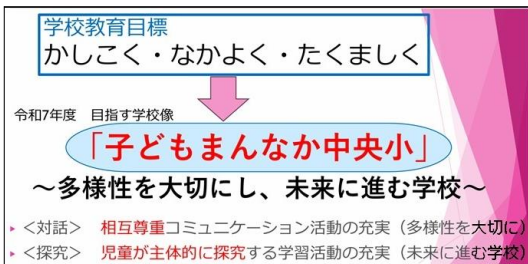 学校教育目標
かしこく・なかよく・たくましく
令和7年度 目指す学校像
「子どもまんなか中央小」
～多様性を大切にし、未来に進む学校～
＜対話＞ 相互尊重コミュニケーション活動の充実（多様性を大切に）
＜探究＞ 児童が主体的に探究する学習活動の充実（未来に進む学校）